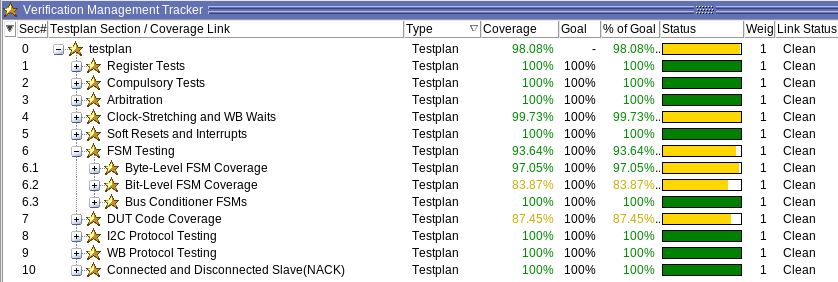 Verification Management Tracker
Sec# Testplan Section / Coverage Link Type Coverage Goal % of Goal Status Weig Link Status
0 testplan Testplan 98.08% - 98.08%.. 1 Clean
1 Register Tests Testplan 100% 100% 100% 1 Clean
2 Compulsory Tests Testplan 100% 100% 100% 1 Clean
3 Arbitration Testplan 100% 100% 100% 1 Clean
4 Clock-Stretching and WB Waits Testplan 99.73% 100% 99.73%.. 1 Clean
5 Soft Resets and Interrupts Testplan 100% 100% 100% 1 Clean
6 FSM Testing Testplan 93.64% 100% 93.64%.. 1 Clean
6.1 Byte-Level FSM Coverage Testplan 97.05% 100% 97.05%.. 1 Clean
6.2 Bit-Level FSM Coverage Testplan 83.87% 100% 83.87%.. 1 Clean
6.3 Bus Conditioner FSMs Testplan 100% 100% 100% 1 Clean
7 DUT Code Coverage Testplan 87.45% 100% 87.45%.. 1 Clean
8 I2C Protocol Testing Testplan 100% 100% 100% 1 Clean
9 WB Protocol Testing Testplan 100% 100% 100% 1 Clean
10 Connected and Disconnected Slave(NACK) Testplan 100% 100% 100% 1 Clean